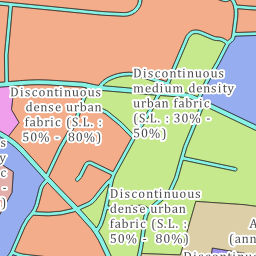 Discontinuous
medium density
urban fabric
(S.L. : 30% -
50%)
Discontinuous
dense urban
fabric (S.L. :
50% - 80%)
Discontinuous
dense urban
fabric (S.L. :
50% - 80%)
A
(ann
Discontinuous